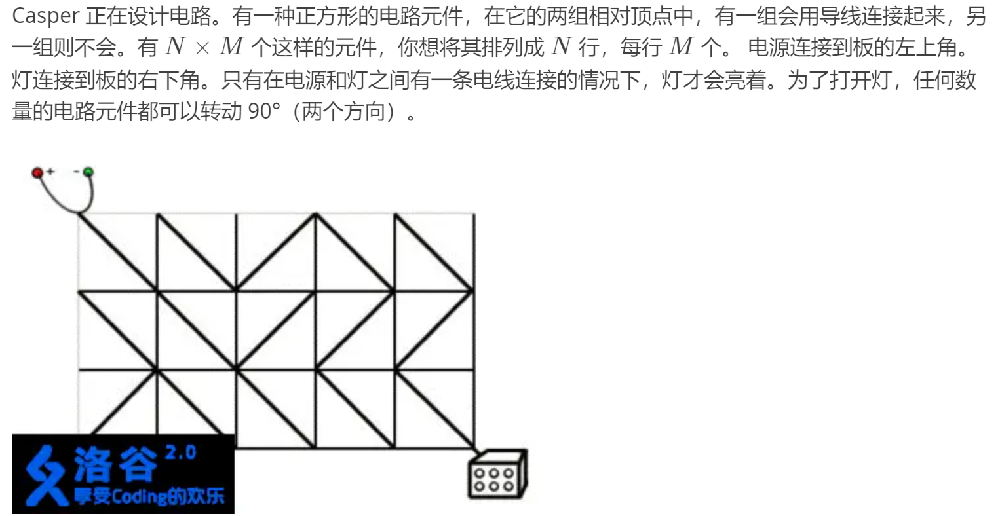 Casper 正在设计电路。有一种正方形的电路元件，在它的两组相对顶点中，有一组会用导线连接起来，另
一组则不会。有 N × M 个这样的元件，你想将其排列成 N 行，每行 M 个。 电源连接到板的左上角。
灯连接到板的右下角。只有在电源和灯之间有一条电线连接的情况下，灯才会亮着。为了打开灯，任何数
量的电路元件都可以转动 90°（两个方向）。
+ -
洛谷 2.0
享受Coding的欢乐